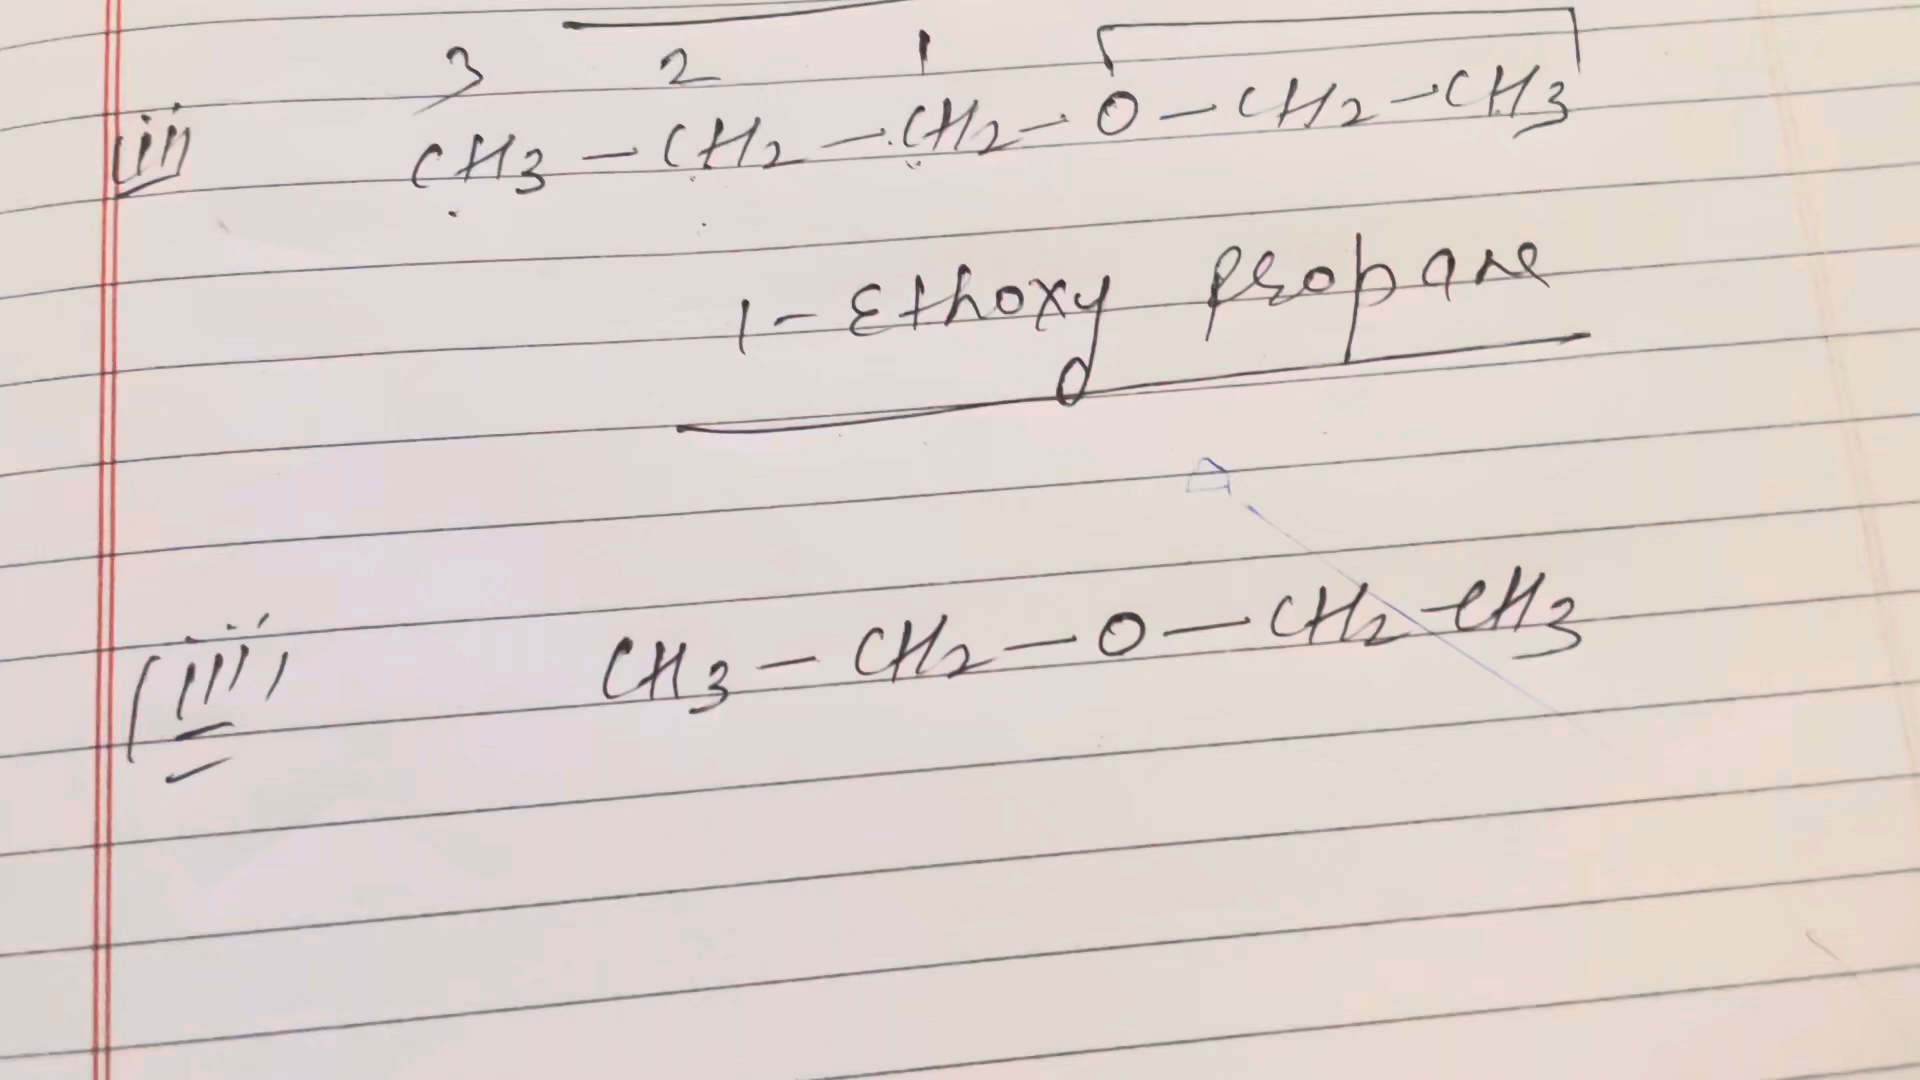 3 2 1
(ii) CH3 - CH2 - CH2 - O - CH2 - CH3
1 - Ethoxy Propane
(iii) CH3 - CH2 - O - CH2 - CH3